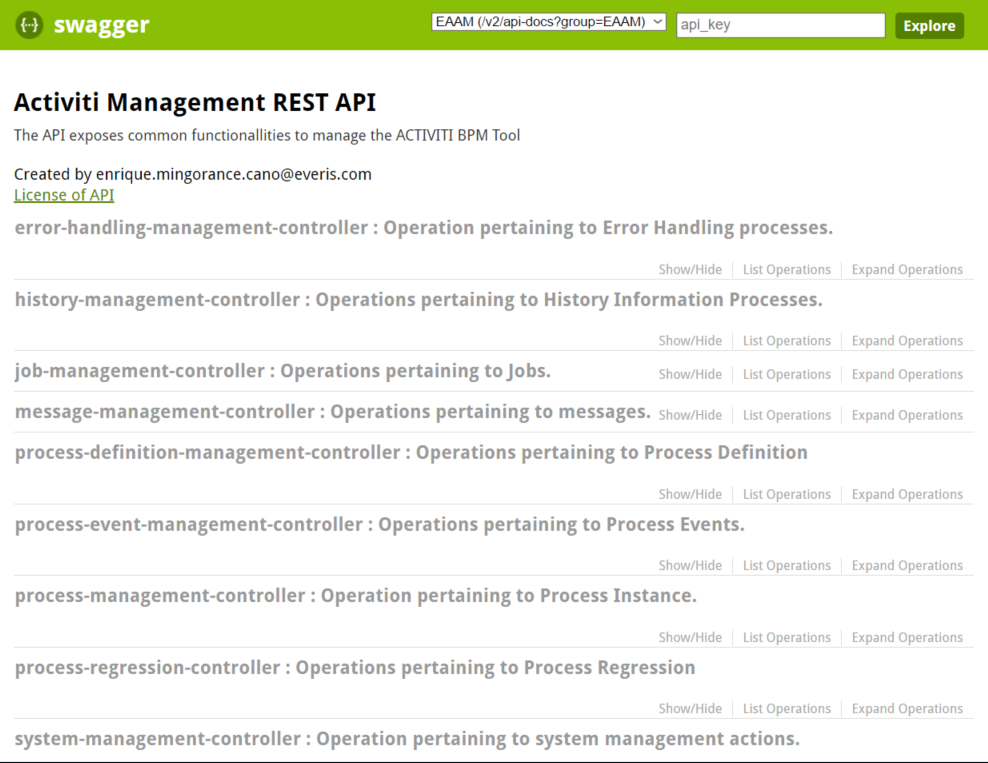 {···} swagger EAAM (/v2/api-docs?group=EAAM) api_key Explore
Activiti Management REST API
The API exposes common functionallities to manage the ACTIVITI BPM Tool
Created by enrique.mingorance.cano@everis.com
License of API
error-handling-management-controller : Operation pertaining to Error Handling processes.
Show/Hide List Operations Expand Operations
history-management-controller : Operations pertaining to History Information Processes.
Show/Hide List Operations Expand Operations
job-management-controller : Operations pertaining to Jobs. Show/Hide List Operations Expand Operations
message-management-controller : Operations pertaining to messages. Show/Hide List Operations Expand Operations
process-definition-management-controller : Operations pertaining to Process Definition
Show/Hide List Operations Expand Operations
process-event-management-controller : Operations pertaining to Process Events.
Show/Hide List Operations Expand Operations
process-management-controller : Operation pertaining to Process Instance.
Show/Hide List Operations Expand Operations
process-regression-controller : Operations pertaining to Process Regression
Show/Hide List Operations Expand Operations
system-management-controller : Operation pertaining to system management actions.